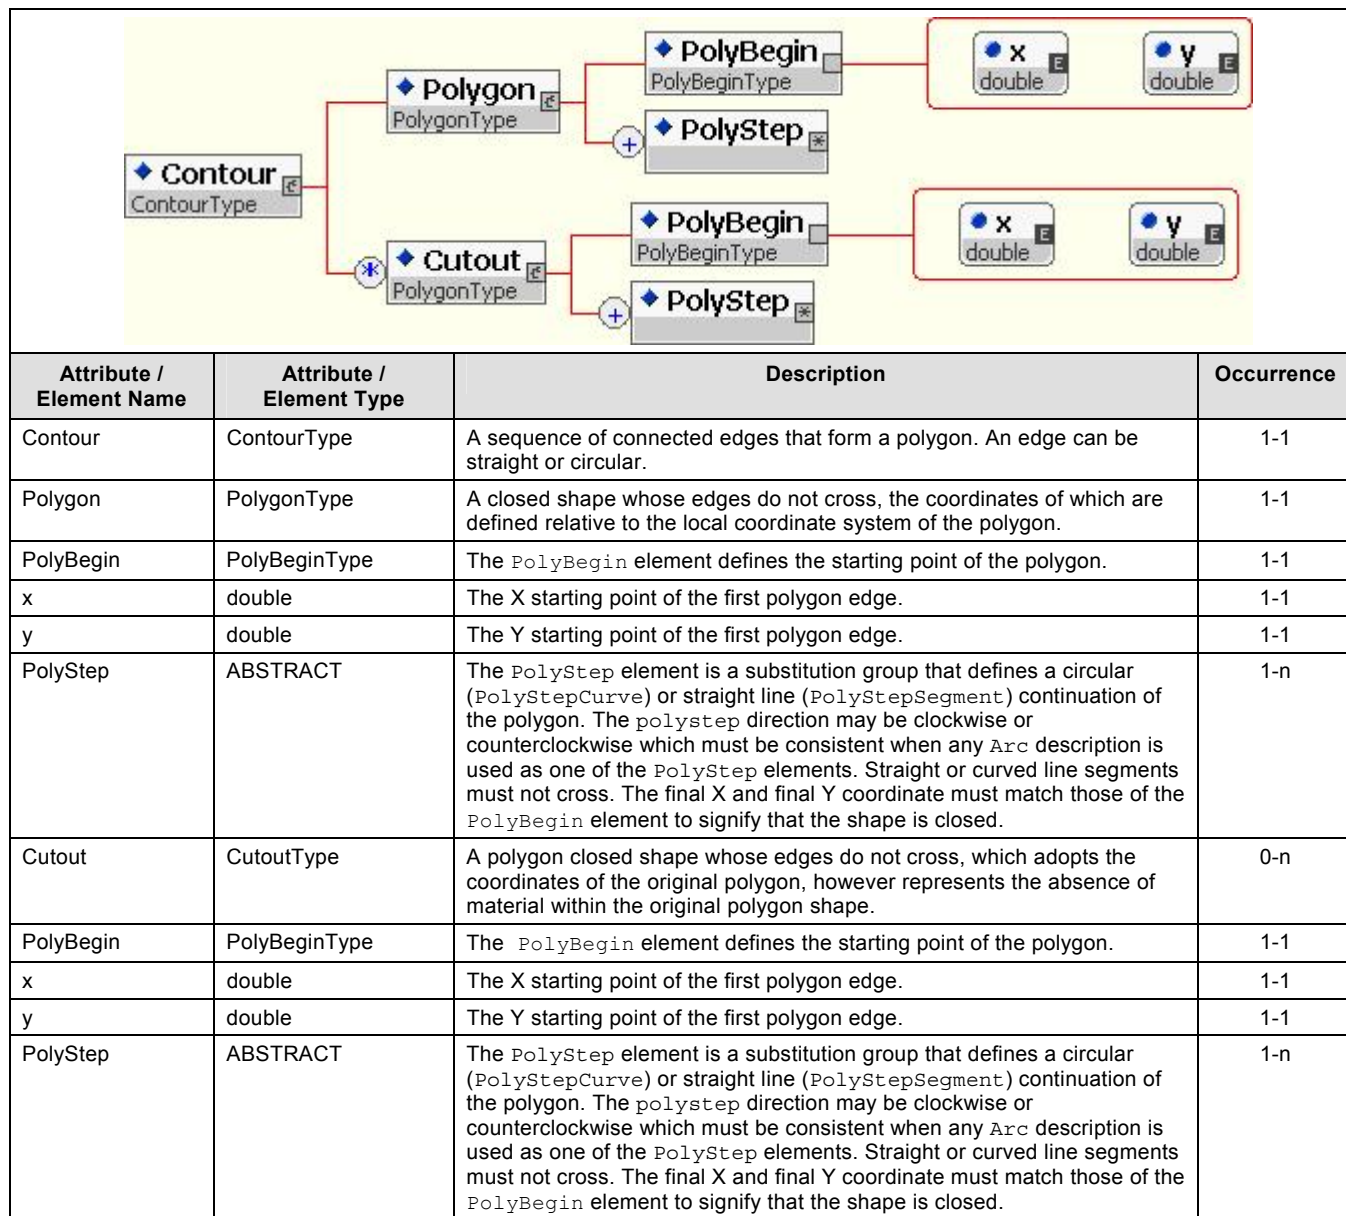 PolyBegin
PolyBeginType
x
double
y
double
Polygon
PolygonType
PolyStep
Contour
ContourType
PolyBegin
PolyBeginType
x
double
y
double
Cutout
PolygonType
PolyStep
Attribute /
Element Name
Attribute /
Element Type
Description
Occurrence
Contour
ContourType
A sequence of connected edges that form a polygon. An edge can be
straight or circular.
1-1
Polygon
PolygonType
A closed shape whose edges do not cross, the coordinates of which are
defined relative to the local coordinate system of the polygon.
1-1
PolyBegin
PolyBeginType
The PolyBegin element defines the starting point of the polygon.
1-1
x
double
The X starting point of the first polygon edge.
1-1
y
double
The Y starting point of the first polygon edge.
1-1
PolyStep
ABSTRACT
The PolyStep element is a substitution group that defines a circular
(PolyStepCurve) or straight line (PolyStepSegment) continuation of
the polygon. The polystep direction may be clockwise or
counterclockwise which must be consistent when any Arc description is
used as one of the PolyStep elements. Straight or curved line segments
must not cross. The final X and final Y coordinate must match those of the
PolyBegin element to signify that the shape is closed.
1-n
Cutout
CutoutType
A polygon closed shape whose edges do not cross, which adopts the
coordinates of the original polygon, however represents the absence of
material within the original polygon shape.
0-n
PolyBegin
PolyBeginType
The PolyBegin element defines the starting point of the polygon.
1-1
x
double
The X starting point of the first polygon edge.
1-1
y
double
The Y starting point of the first polygon edge.
1-1
PolyStep
ABSTRACT
The PolyStep element is a substitution group that defines a circular
(PolyStepCurve) or straight line (PolyStepSegment) continuation of
the polygon. The polystep direction may be clockwise or
counterclockwise which must be consistent when any Arc description is
used as one of the PolyStep elements. Straight or curved line segments
must not cross. The final X and final Y coordinate must match those of the
PolyBegin element to signify that the shape is closed.
1-n